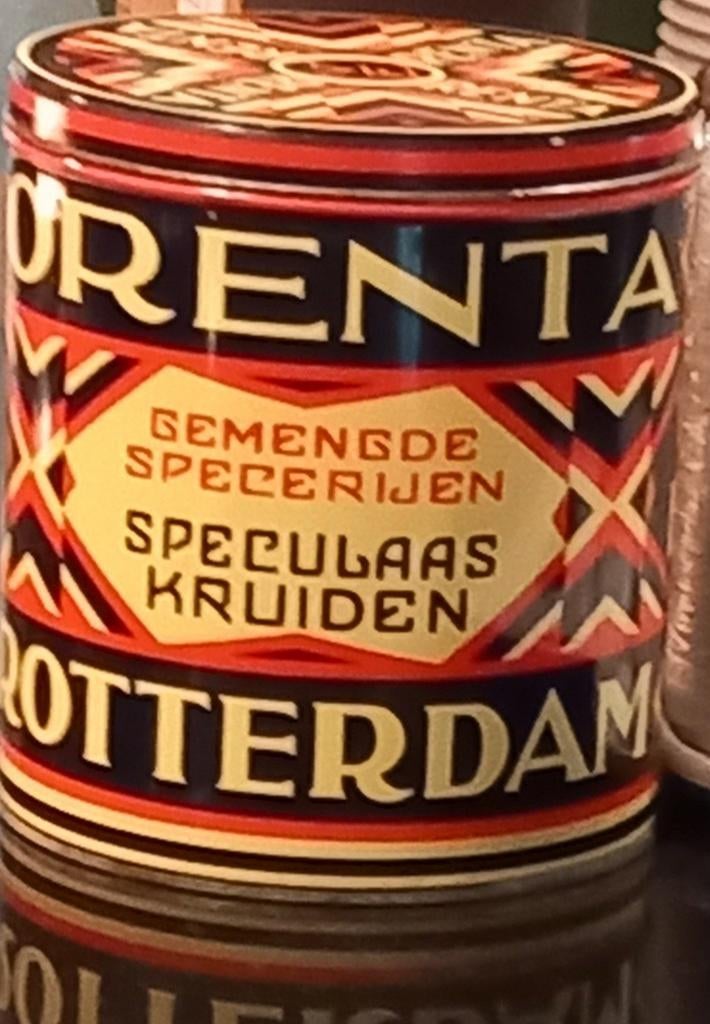 ORENTA
GEMENGDE
SPECERIJEN
SPECULAAS
KRUIDEN
ROTTERDAM